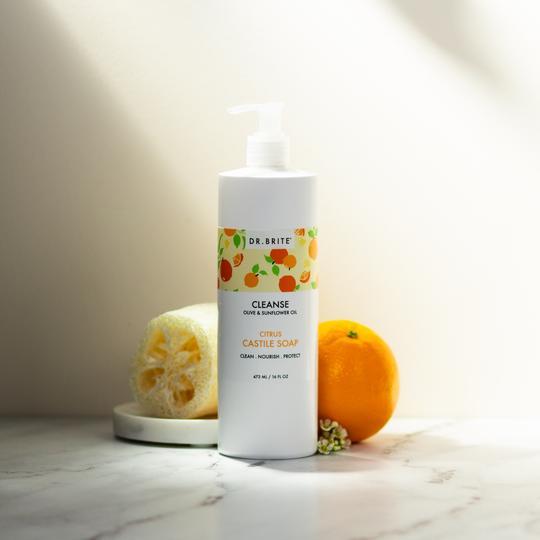 DR.BRITE
CLEANSE
OLIVE & SUNFLOWER OIL
CITRUS
CASTILE SOAP
CLEAN . NOURISH . PROTECT
473 ML / 16 FL OZ